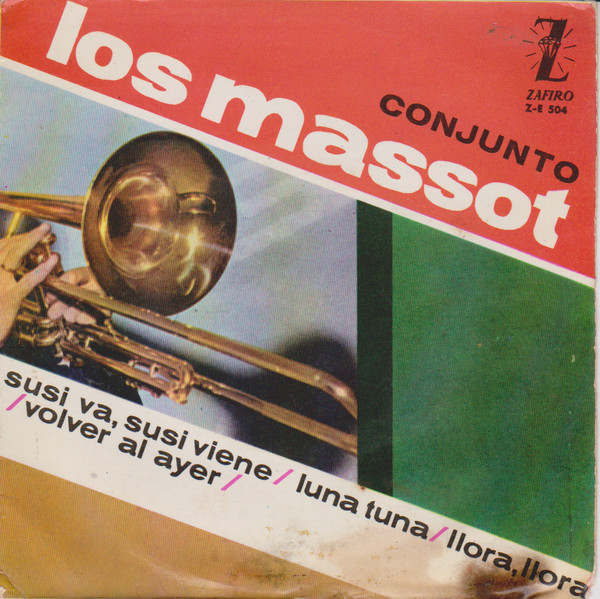 los massot
CONJUNTO
Z
ZAFIRO
Z-E 504
susi va, susi viene / luna tuna / llora, llora
/ volver al ayer /